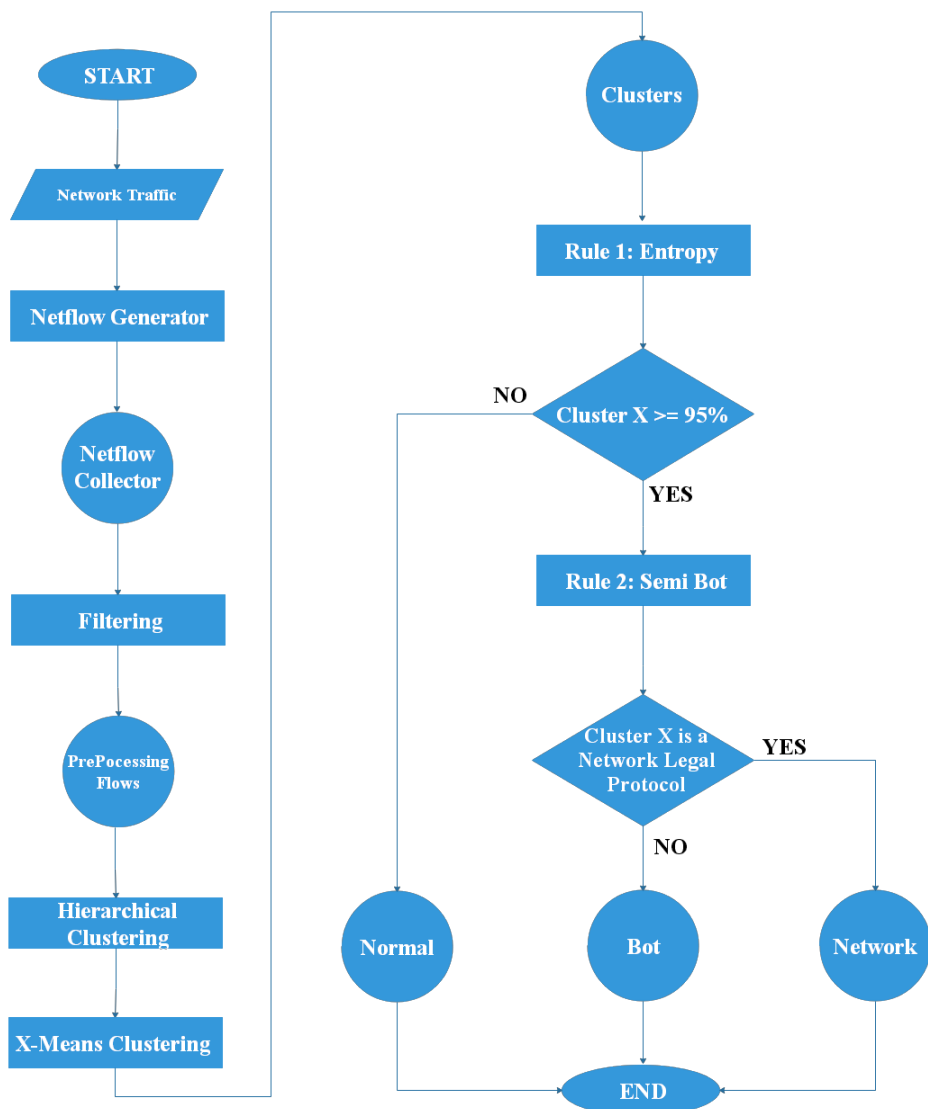 START
Network Traffic
Netflow Generator
Netflow
Collector
Filtering
PrePocessing
Flows
Hierarchical
Clustering
X-Means Clustering
Clusters
Rule 1: Entropy
Cluster X >= 95%
NO
YES
Rule 2: Semi Bot
Cluster X is a
Network Legal
Protocol
YES
NO
Normal
Bot
Network
END